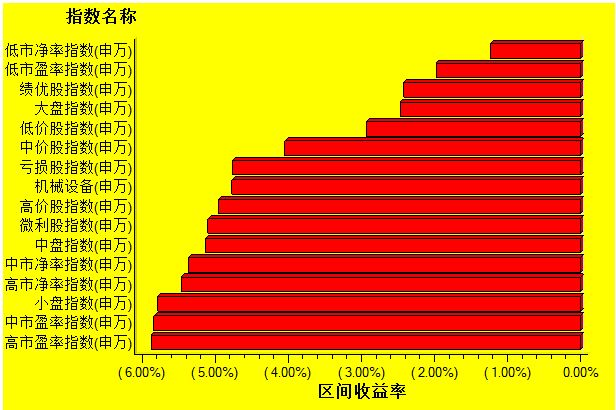 指数名称
低市净率指数(申万)
低市盈率指数(申万)
绩优股指数(申万)
大盘指数(申万)
低价股指数(申万)
中价股指数(申万)
亏损股指数(申万)
机械设备(申万)
高价股指数(申万)
微利股指数(申万)
中盘指数(申万)
中市净率指数(申万)
高市净率指数(申万)
小盘指数(申万)
中市盈率指数(申万)
高市盈率指数(申万)
(6.00%) (5.00%) (4.00%) (3.00%) (2.00%) (1.00%) 0.00%
区间收益率